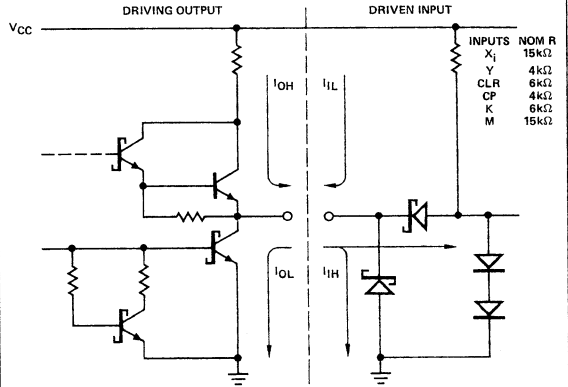 DRIVING OUTPUT
DRIVEN INPUT
VCC
INPUTS NOM R
Xi 15kΩ
Y 4kΩ
CLR 6kΩ
CP 4kΩ
K 6kΩ
M 15kΩ
IOH
IIL
IOL
IIH